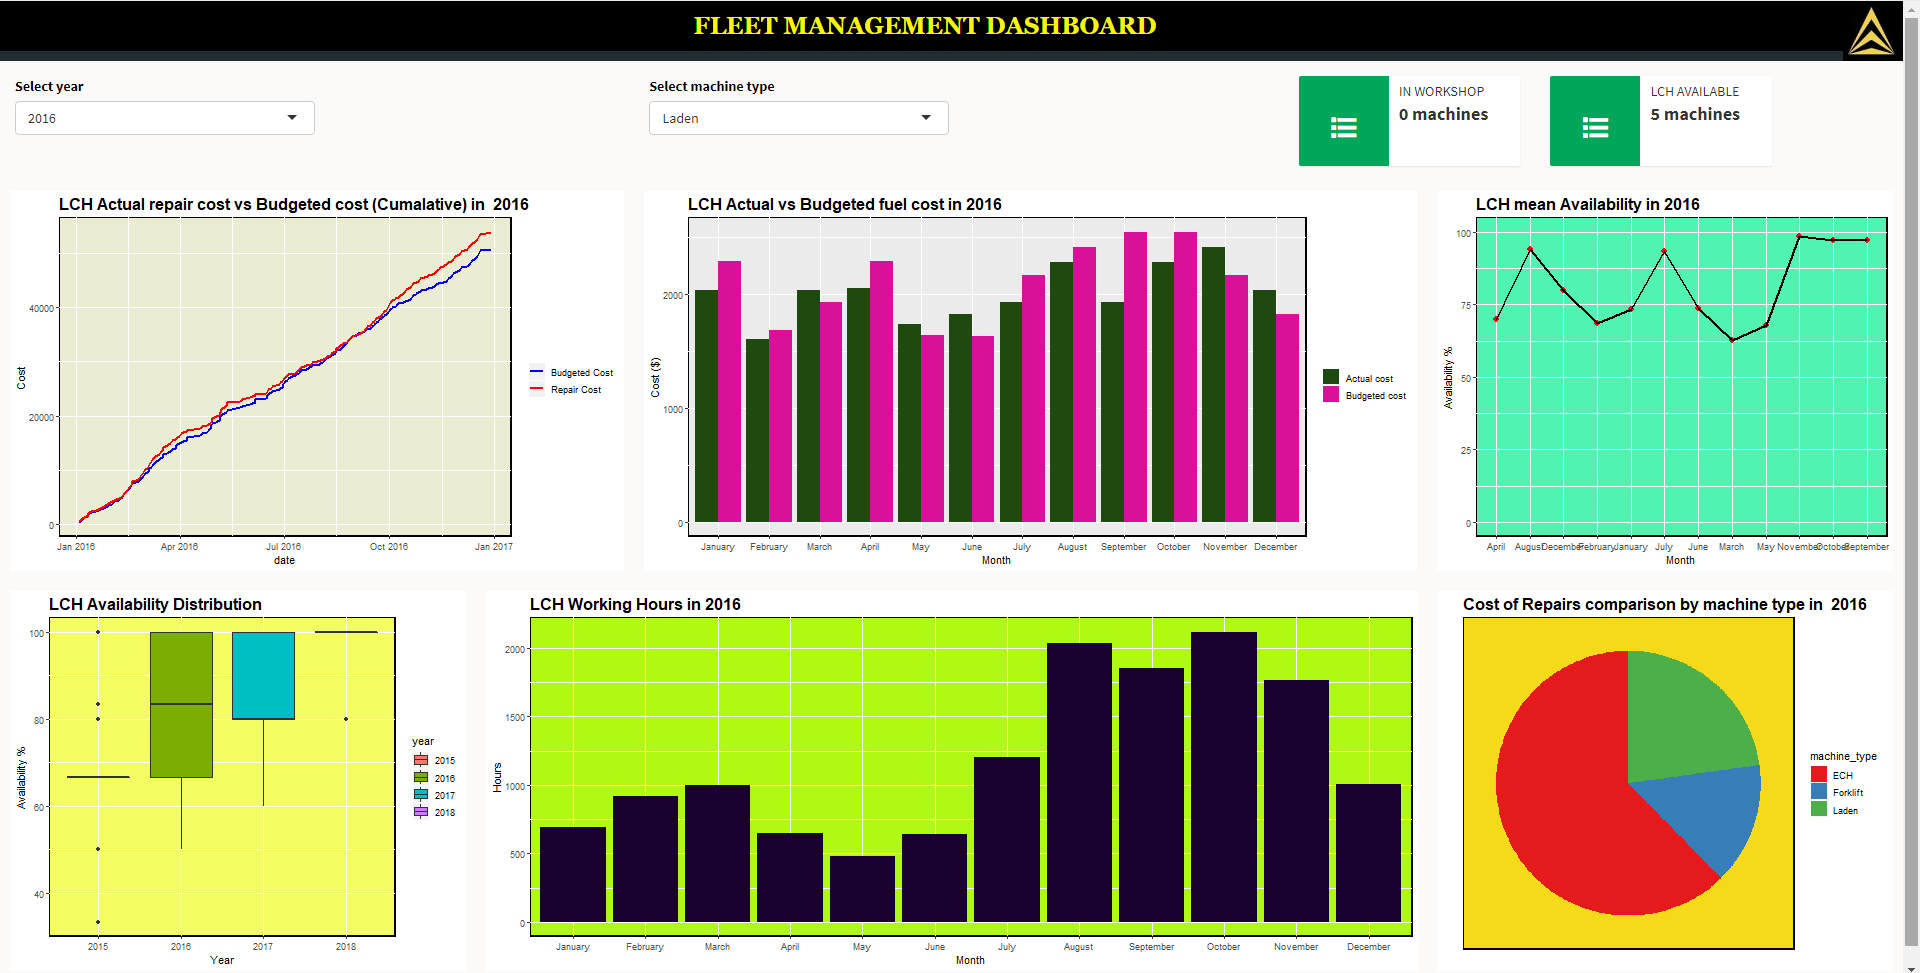 FLEET MANAGEMENT DASHBOARD
Select year
2016
Select machine type
Laden
IN WORKSHOP
0 machines
LCH AVAILABLE
5 machines
LCH Actual repair cost vs Budgeted cost (Cumalative) in  2016
Cost
40000
20000
0
Jan 2016 Apr 2016 Jul 2016 Oct 2016 Jan 2017
date
Budgeted Cost
Repair Cost
LCH Actual vs Budgeted fuel cost in 2016
Cost ($)
2000
1000
0
January February March April May June July August September October November December
Month
Actual cost
Budgeted cost
LCH mean Availability in 2016
Availability %
100
75
50
25
0
April August December February January July June March May November October September
Month
LCH Availability Distribution
Availability %
100
80
60
40
2015 2016 2017 2018
Year
year
2015
2016
2017
2018
LCH Working Hours in 2016
Hours
2000
1500
1000
500
0
January February March April May June July August September October November December
Month
Cost of Repairs comparison by machine type in  2016
machine_type
ECH
Forklift
Laden